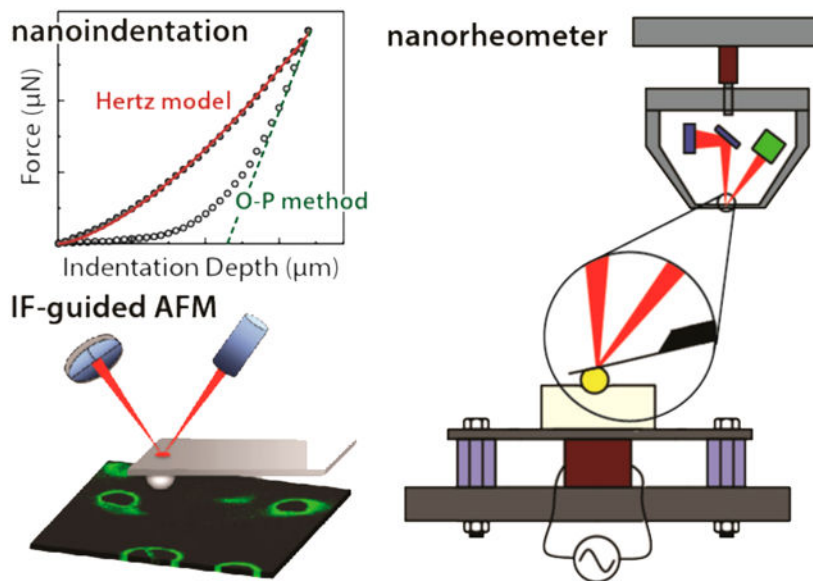 nanoindentation
Force (μN)
Hertz model
O-P method
Indentation Depth (μm)
IF-guided AFM
nanorheometer